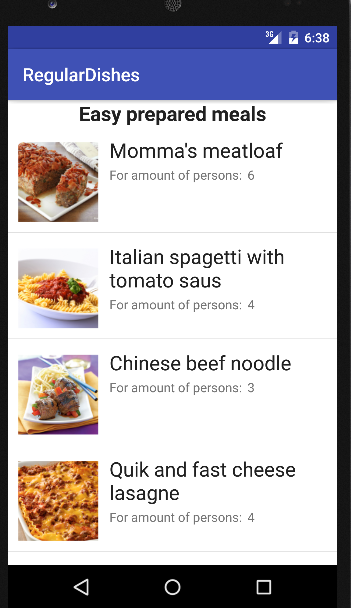 3G 6:38
RegularDishes
Easy prepared meals
Momma's meatloaf
For amount of persons: 6
Italian spagetti with
tomato saus
For amount of persons: 4
Chinese beef noodle
For amount of persons: 3
Quik and fast cheese
lasagne
For amount of persons: 4